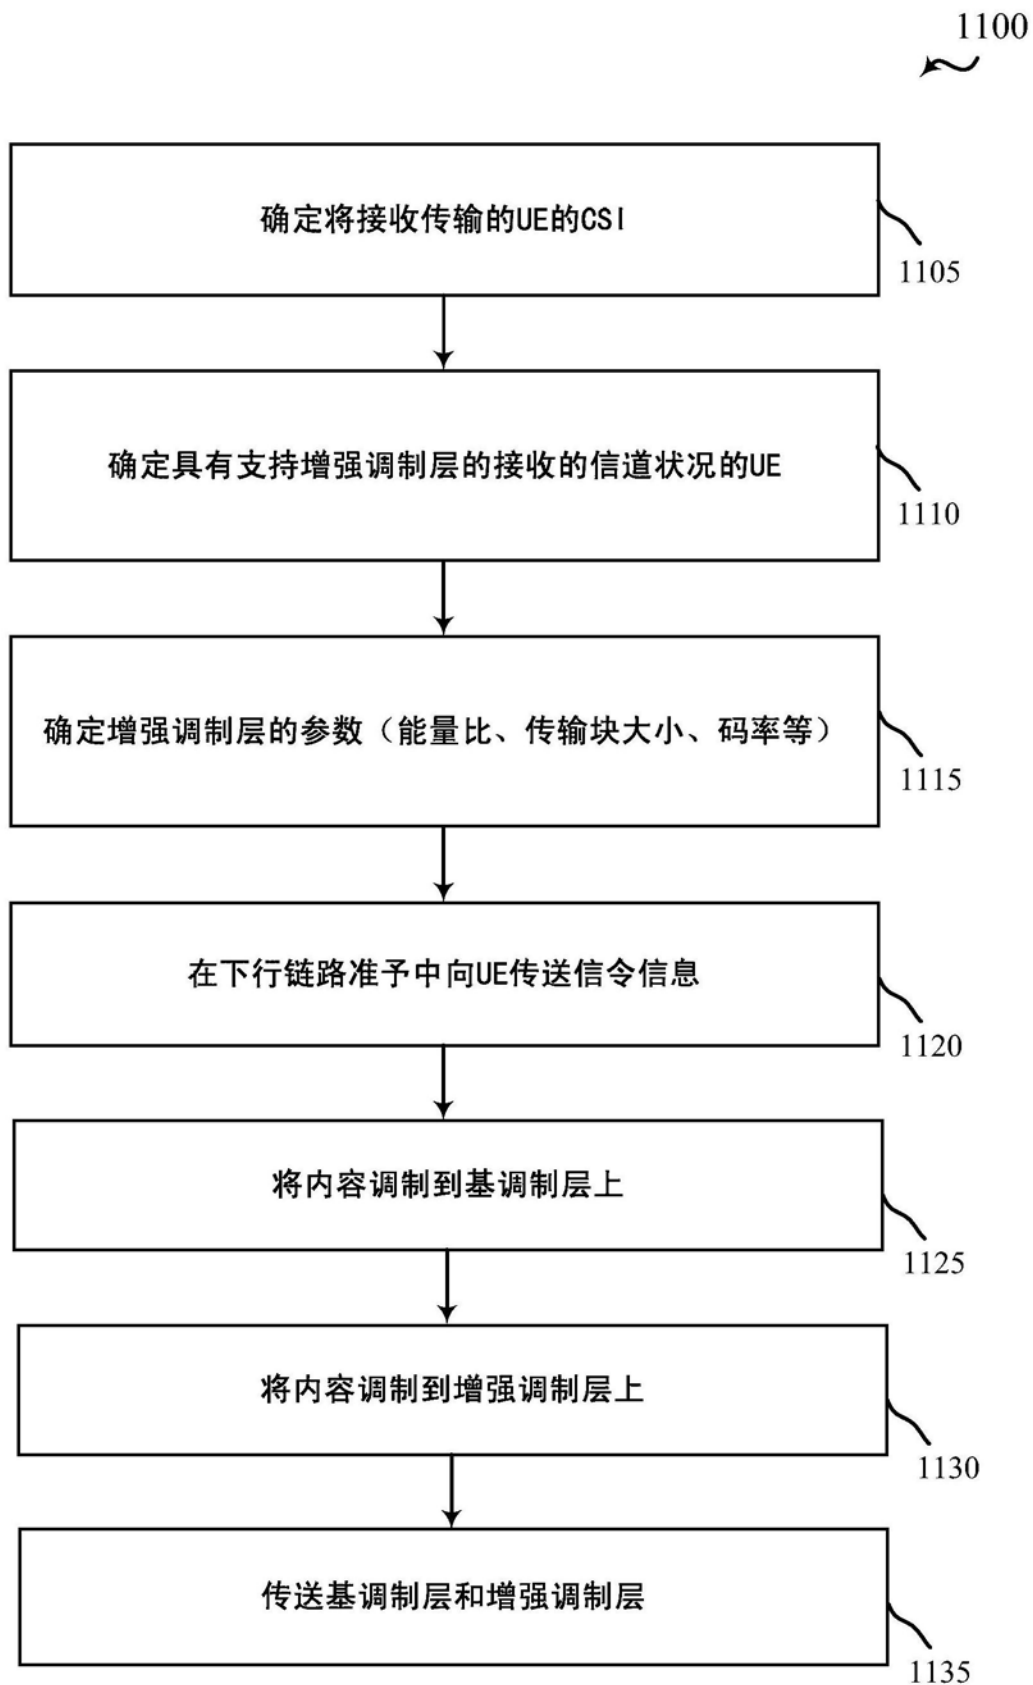 1100
确定将接收传输的UE的CSI
1105
确定具有支持增强调制层的接收的信道状况的UE
1110
确定增强调制层的参数（能量比、传输块大小、码率等）
1115
在下行链路准予中向UE传送信令信息
1120
将内容调制到基调制层上
1125
将内容调制到增强调制层上
1130
传送基调制层和增强调制层
1135